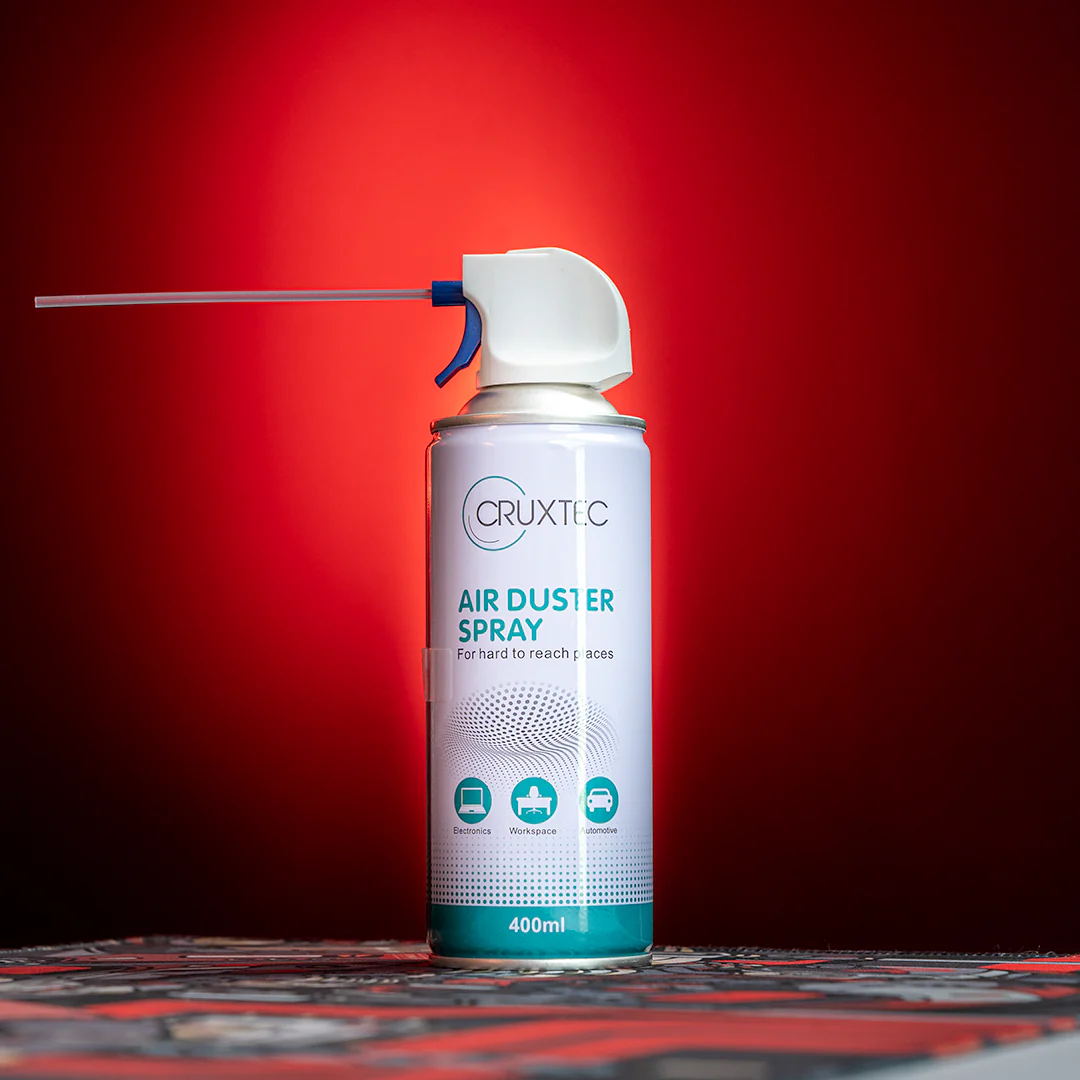 CRUXTEC
AIR DUSTER
SPRAY
For hard to reach places
Electronics Workspace Automotive
400ml